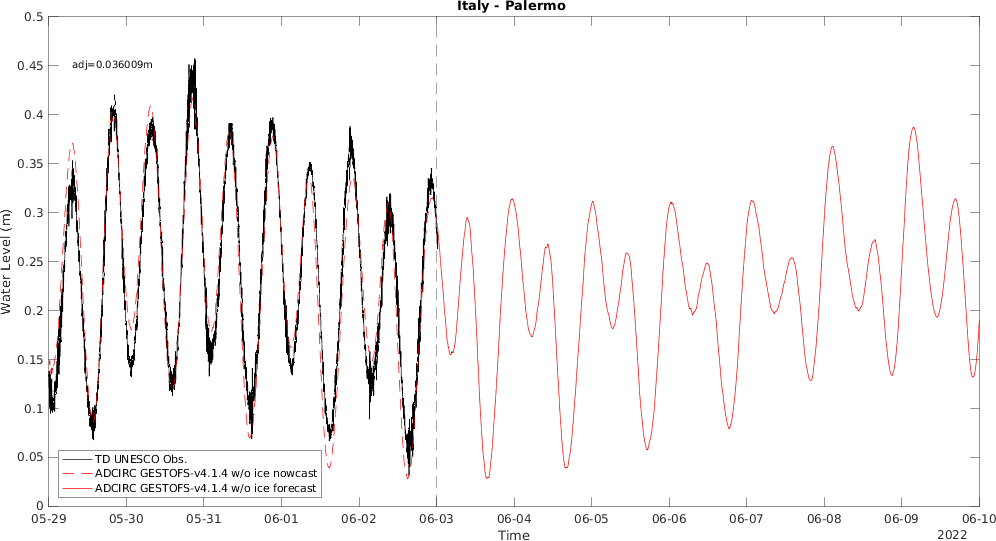 Italy - Palermo
0.5
0.45
0.4
0.35
0.3
0.25
0.2
0.15
0.1
0.05
0
Water Level (m)
adj=0.036009m
TD UNESCO Obs.
ADCIRC GESTOFS-v4.1.4 w/o ice nowcast
ADCIRC GESTOFS-v4.1.4 w/o ice forecast
05-29 05-30 05-31 06-01 06-02 06-03 06-04 06-05 06-06 06-07 06-08 06-09 06-10
Time
2022